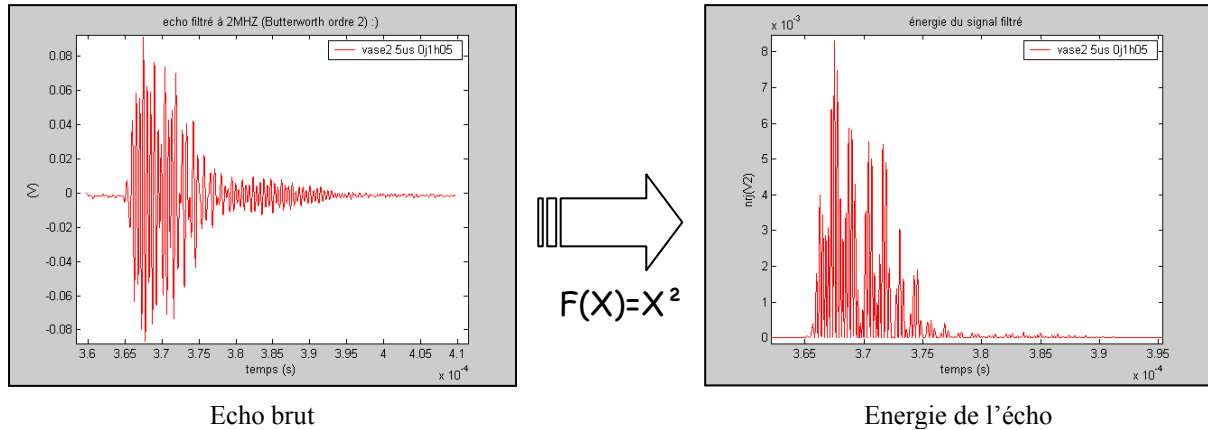 echo filtré à 2MHZ (Butterworth ordre 2) :)
vase2 5us 0j1h05
0.08
0.06
0.04
0.02
0
-0.02
-0.04
-0.06
-0.08
(V)
3.6 3.65 3.7 3.75 3.8 3.85 3.9 3.95 4 4.05 4.1
temps (s)
x 10⁻⁴
Echo brut
F(X)=X²
énergie du signal filtré
x 10⁻³
vase2 5us 0j1h05
8
7
6
5
4
3
2
1
0
nrj(V2)
3.65 3.7 3.75 3.8 3.85 3.9 3.95
temps (s)
x 10⁻⁴
Energie de l’écho